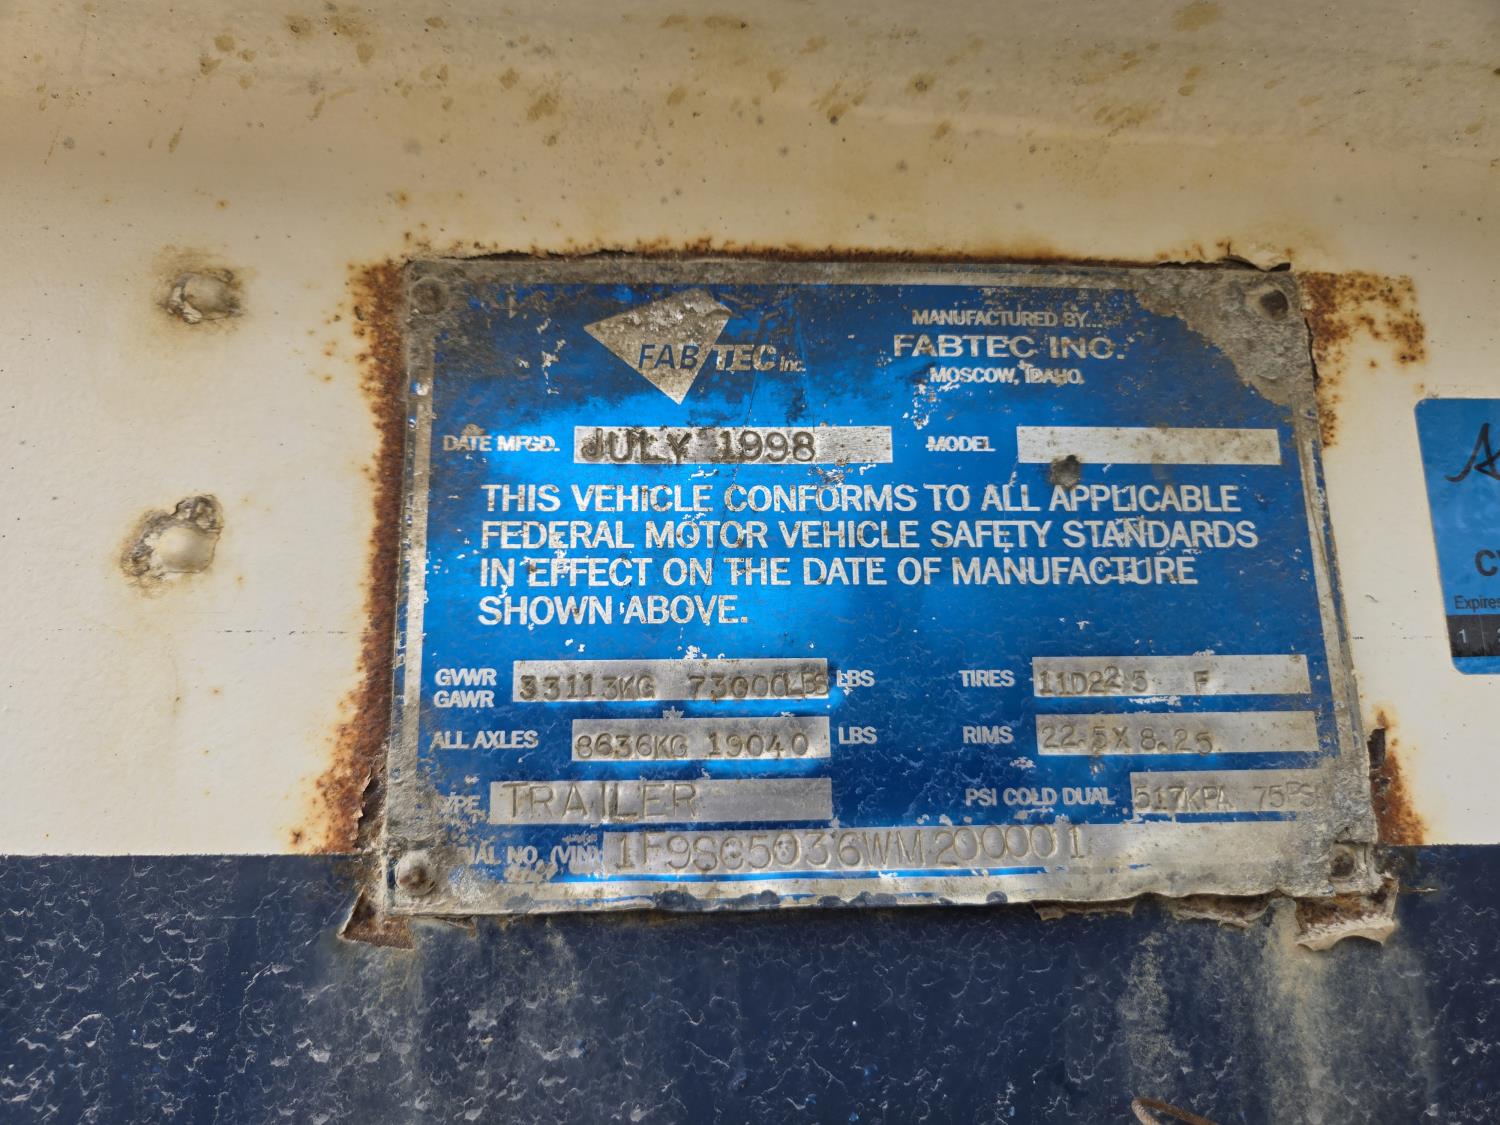 FABTEC Inc.
MANUFACTURED BY...
FABTEC INC.
MOSCOW, IDAHO
DATE MFGD. JULY 1998 MODEL
THIS VEHICLE CONFORMS TO ALL APPLICABLE
FEDERAL MOTOR VEHICLE SAFETY STANDARDS
IN EFFECT ON THE DATE OF MANUFACTURE
SHOWN ABOVE.
GVWR 33113KG 73000LBS LBS TIRES 11D22.5 F
GAWR
ALL AXLES 8636KG 19040 LBS RIMS 22.5X8.25
TRAILER PSI COLD DUAL 517KPA 75PSI
NO. (VIN)
Expires
1